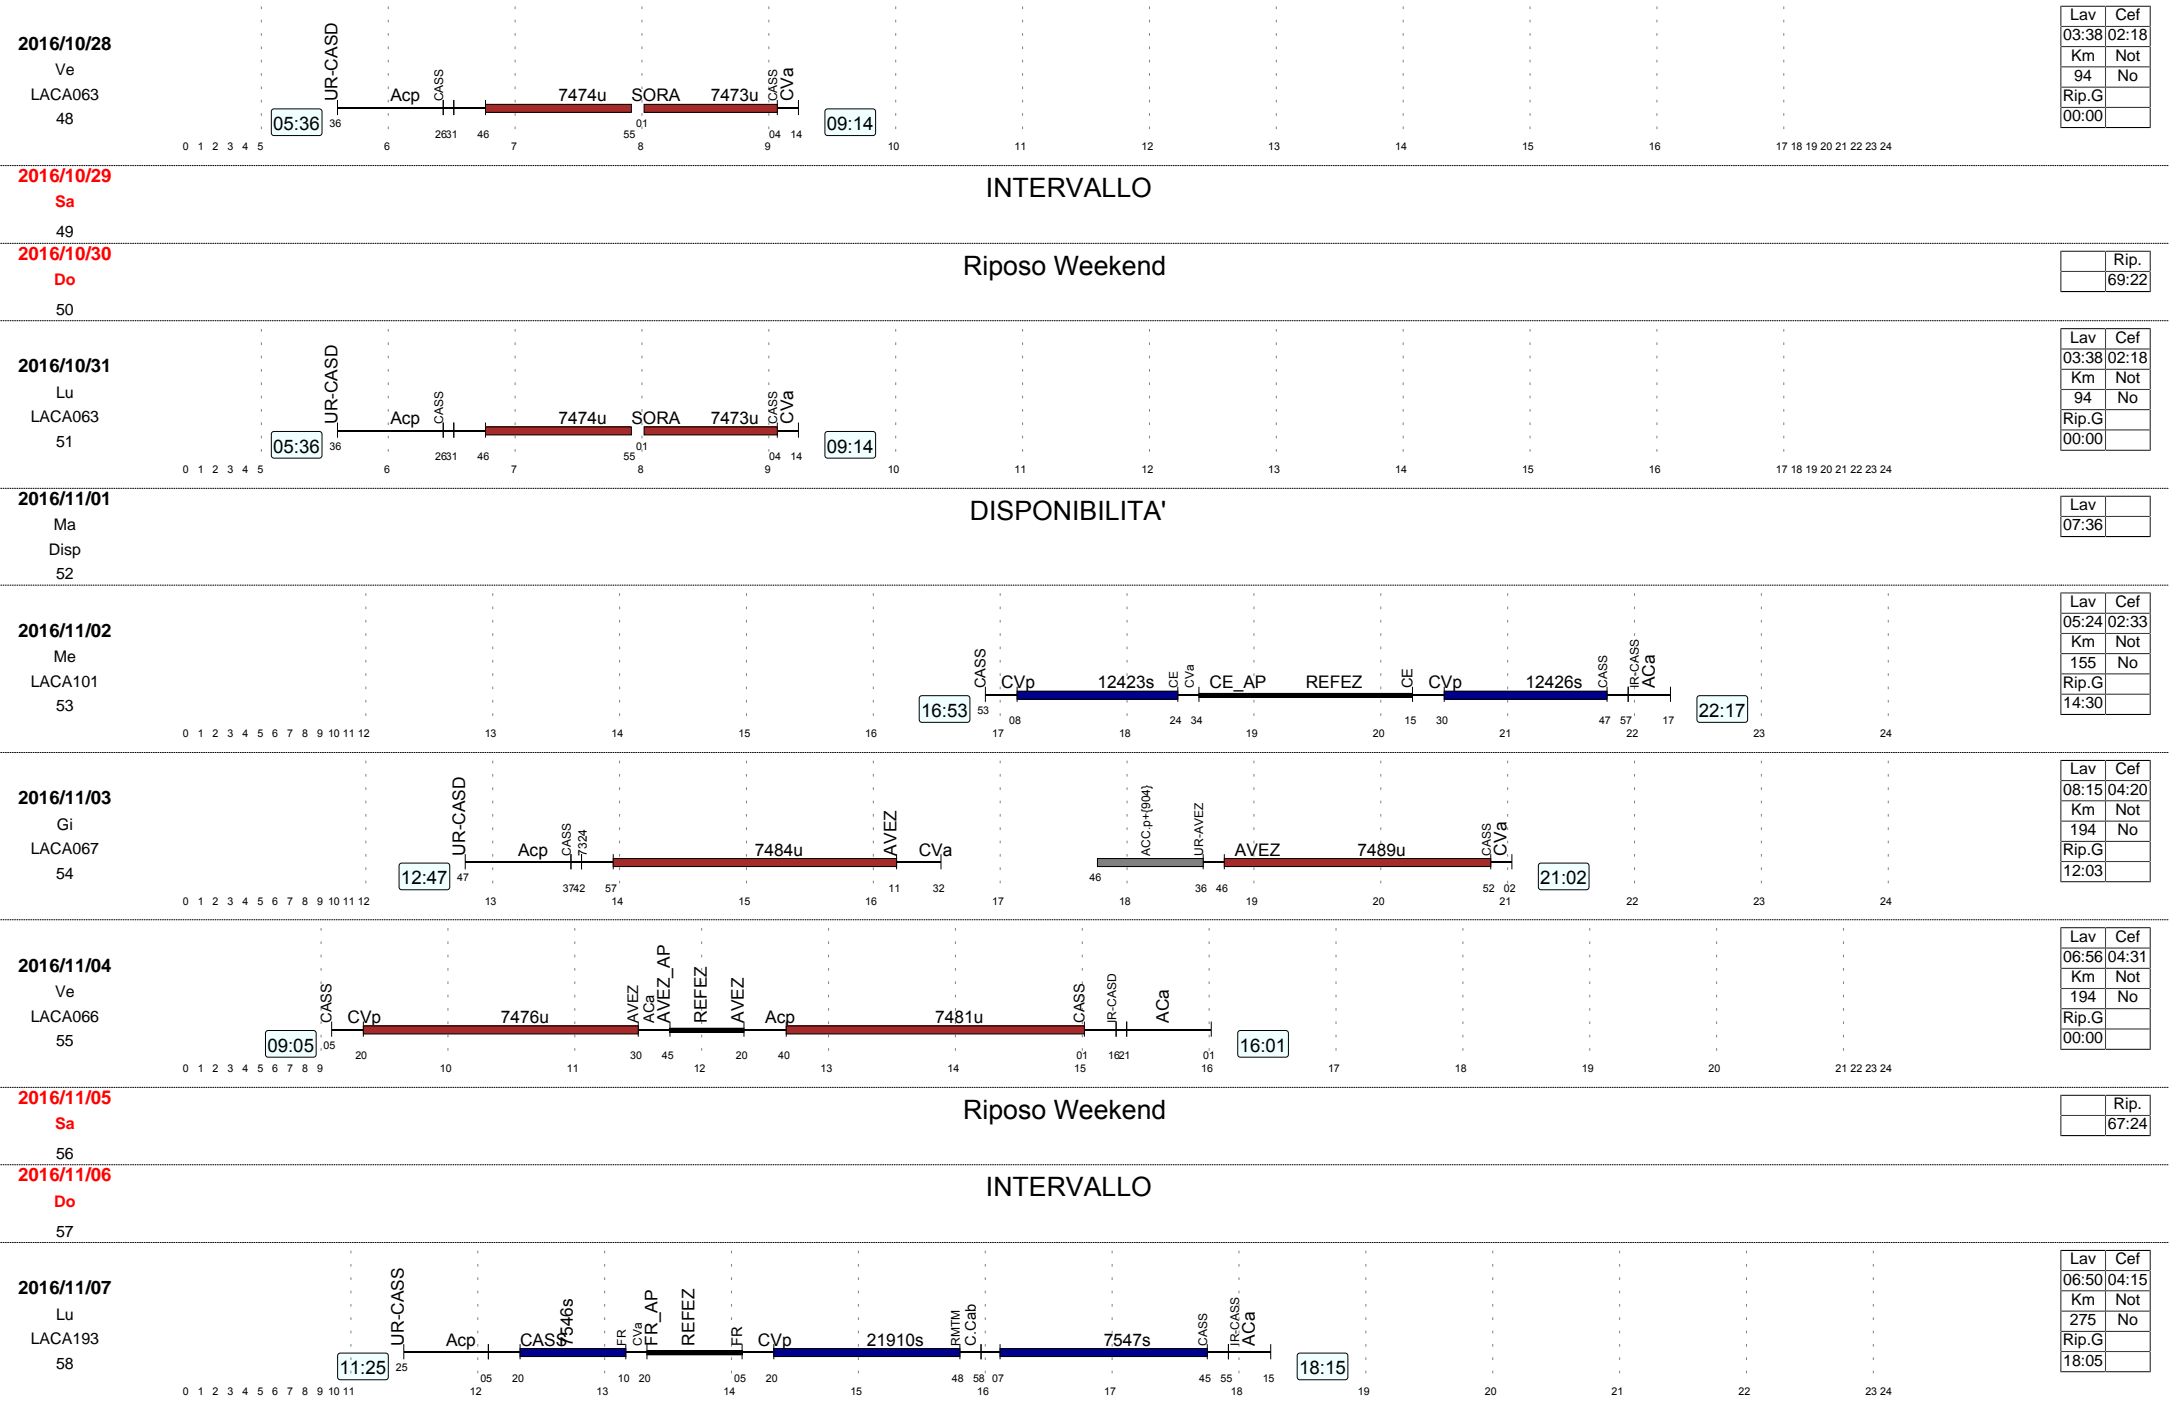 2016/10/28
Ve
LACA063
48
UR-CASD Acp CASS 7474u SORA 7473u CASS CVa
05:36 36 26 31 46 55 01 04 14 09:14
0 1 2 3 4 5 6 7 8 9 10 11 12 13 14 15 16 17 18 19 20 21 22 23 24
Lav Cef
03:38 02:18
Km Not
94 No
Rip.G
00:00
2016/10/29
Sa
49
INTERVALLO
2016/10/30
Do
50
Riposo Weekend
Rip.
69:22
2016/10/31
Lu
LACA063
51
UR-CASD Acp CASS 7474u SORA 7473u CASS CVa
05:36 36 26 31 46 55 01 04 14 09:14
0 1 2 3 4 5 6 7 8 9 10 11 12 13 14 15 16 17 18 19 20 21 22 23 24
Lav Cef
03:38 02:18
Km Not
94 No
Rip.G
00:00
2016/11/01
Ma
Disp
52
DISPONIBILITA'
Lav
07:36
2016/11/02
Me
LACA101
53
CASS CVp 12423s CE CVa CE_AP REFEZ CE CVp 12426s CASS IR-CASS ACa
16:53 53 08 24 34 15 30 47 57 17 22:17
0 1 2 3 4 5 6 7 8 9 10 11 12 13 14 15 16 17 18 19 20 21 22 23 24
Lav Cef
05:24 02:33
Km Not
155 No
Rip.G
14:30
2016/11/03
Gi
LACA067
54
UR-CASD Acp CASS 7324 7484u AVEZ CVa ACC.p+(904) UR-AVEZ AVEZ 7489u CASS CVa
12:47 47 37 42 57 11 32 46 36 46 52 02 21:02
0 1 2 3 4 5 6 7 8 9 10 11 12 13 14 15 16 17 18 19 20 21 22 23 24
Lav Cef
08:15 04:20
Km Not
194 No
Rip.G
12:03
2016/11/04
Ve
LACA066
55
CASS CVp 7476u AVEZ ACa AVEZ_AP REFEZ AVEZ Acp 7481u CASS IR-CASD ACa
09:05 05 20 30 45 20 40 01 16 21 01 16:01
0 1 2 3 4 5 6 7 8 9 10 11 12 13 14 15 16 17 18 19 20 21 22 23 24
Lav Cef
06:56 04:31
Km Not
194 No
Rip.G
00:00
2016/11/05
Sa
56
Riposo Weekend
Rip.
67:24
2016/11/06
Do
57
INTERVALLO
2016/11/07
Lu
LACA193
58
UR-CASS Acp CASS 7546s FR CVa FR_AP REFEZ FR CVp 21910s RMTM C.Cab 7547s CASS IR-CASS ACa
11:25 25 05 20 10 20 05 20 48 58 07 45 55 15 18:15
0 1 2 3 4 5 6 7 8 9 10 11 12 13 14 15 16 17 18 19 20 21 22 23 24
Lav Cef
06:50 04:15
Km Not
275 No
Rip.G
18:05